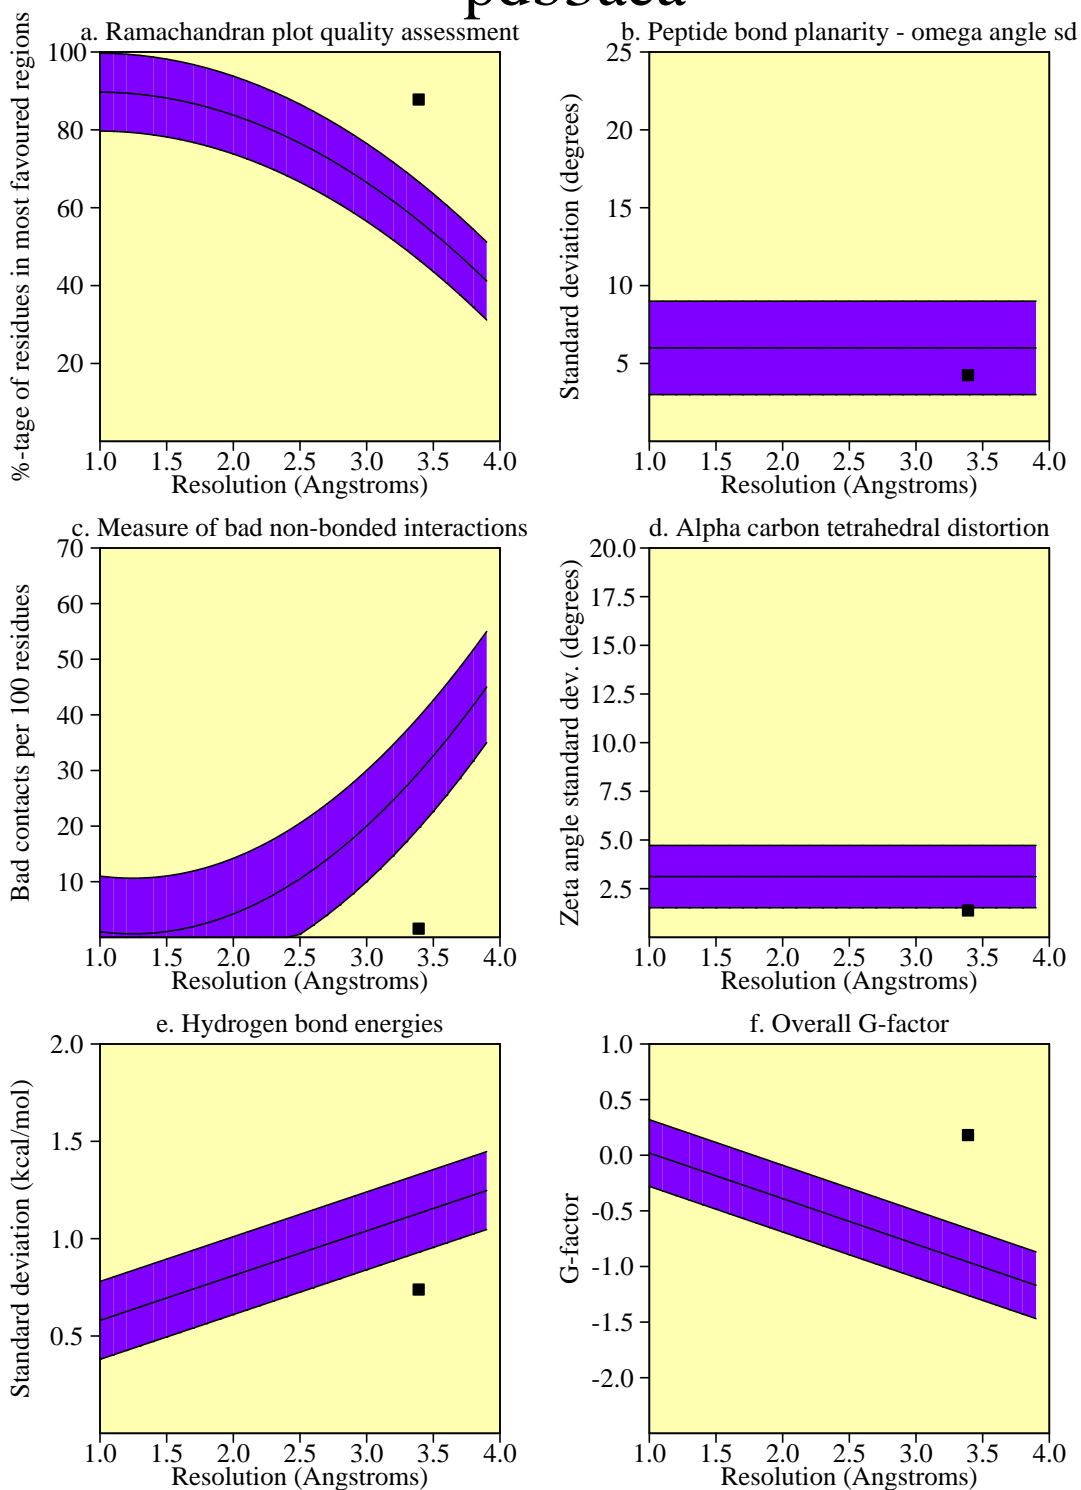 a. Ramachandran plot quality assessment
%-tage of residues in most favoured regions
100
80
60
40
20
1.0 1.5 2.0 2.5 3.0 3.5 4.0
Resolution (Angstroms)
b. Peptide bond planarity - omega angle sd
Standard deviation (degrees)
25
20
15
10
5
1.0 1.5 2.0 2.5 3.0 3.5 4.0
Resolution (Angstroms)
c. Measure of bad non-bonded interactions
Bad contacts per 100 residues
70
60
50
40
30
20
10
1.0 1.5 2.0 2.5 3.0 3.5 4.0
Resolution (Angstroms)
d. Alpha carbon tetrahedral distortion
Zeta angle standard dev. (degrees)
20.0
17.5
15.0
12.5
10.0
7.5
5.0
2.5
1.0 1.5 2.0 2.5 3.0 3.5 4.0
Resolution (Angstroms)
e. Hydrogen bond energies
Standard deviation (kcal/mol)
2.0
1.5
1.0
0.5
1.0 1.5 2.0 2.5 3.0 3.5 4.0
Resolution (Angstroms)
f. Overall G-factor
G-factor
1.0
0.5
0.0
-0.5
-1.0
-1.5
-2.0
1.0 1.5 2.0 2.5 3.0 3.5 4.0
Resolution (Angstroms)